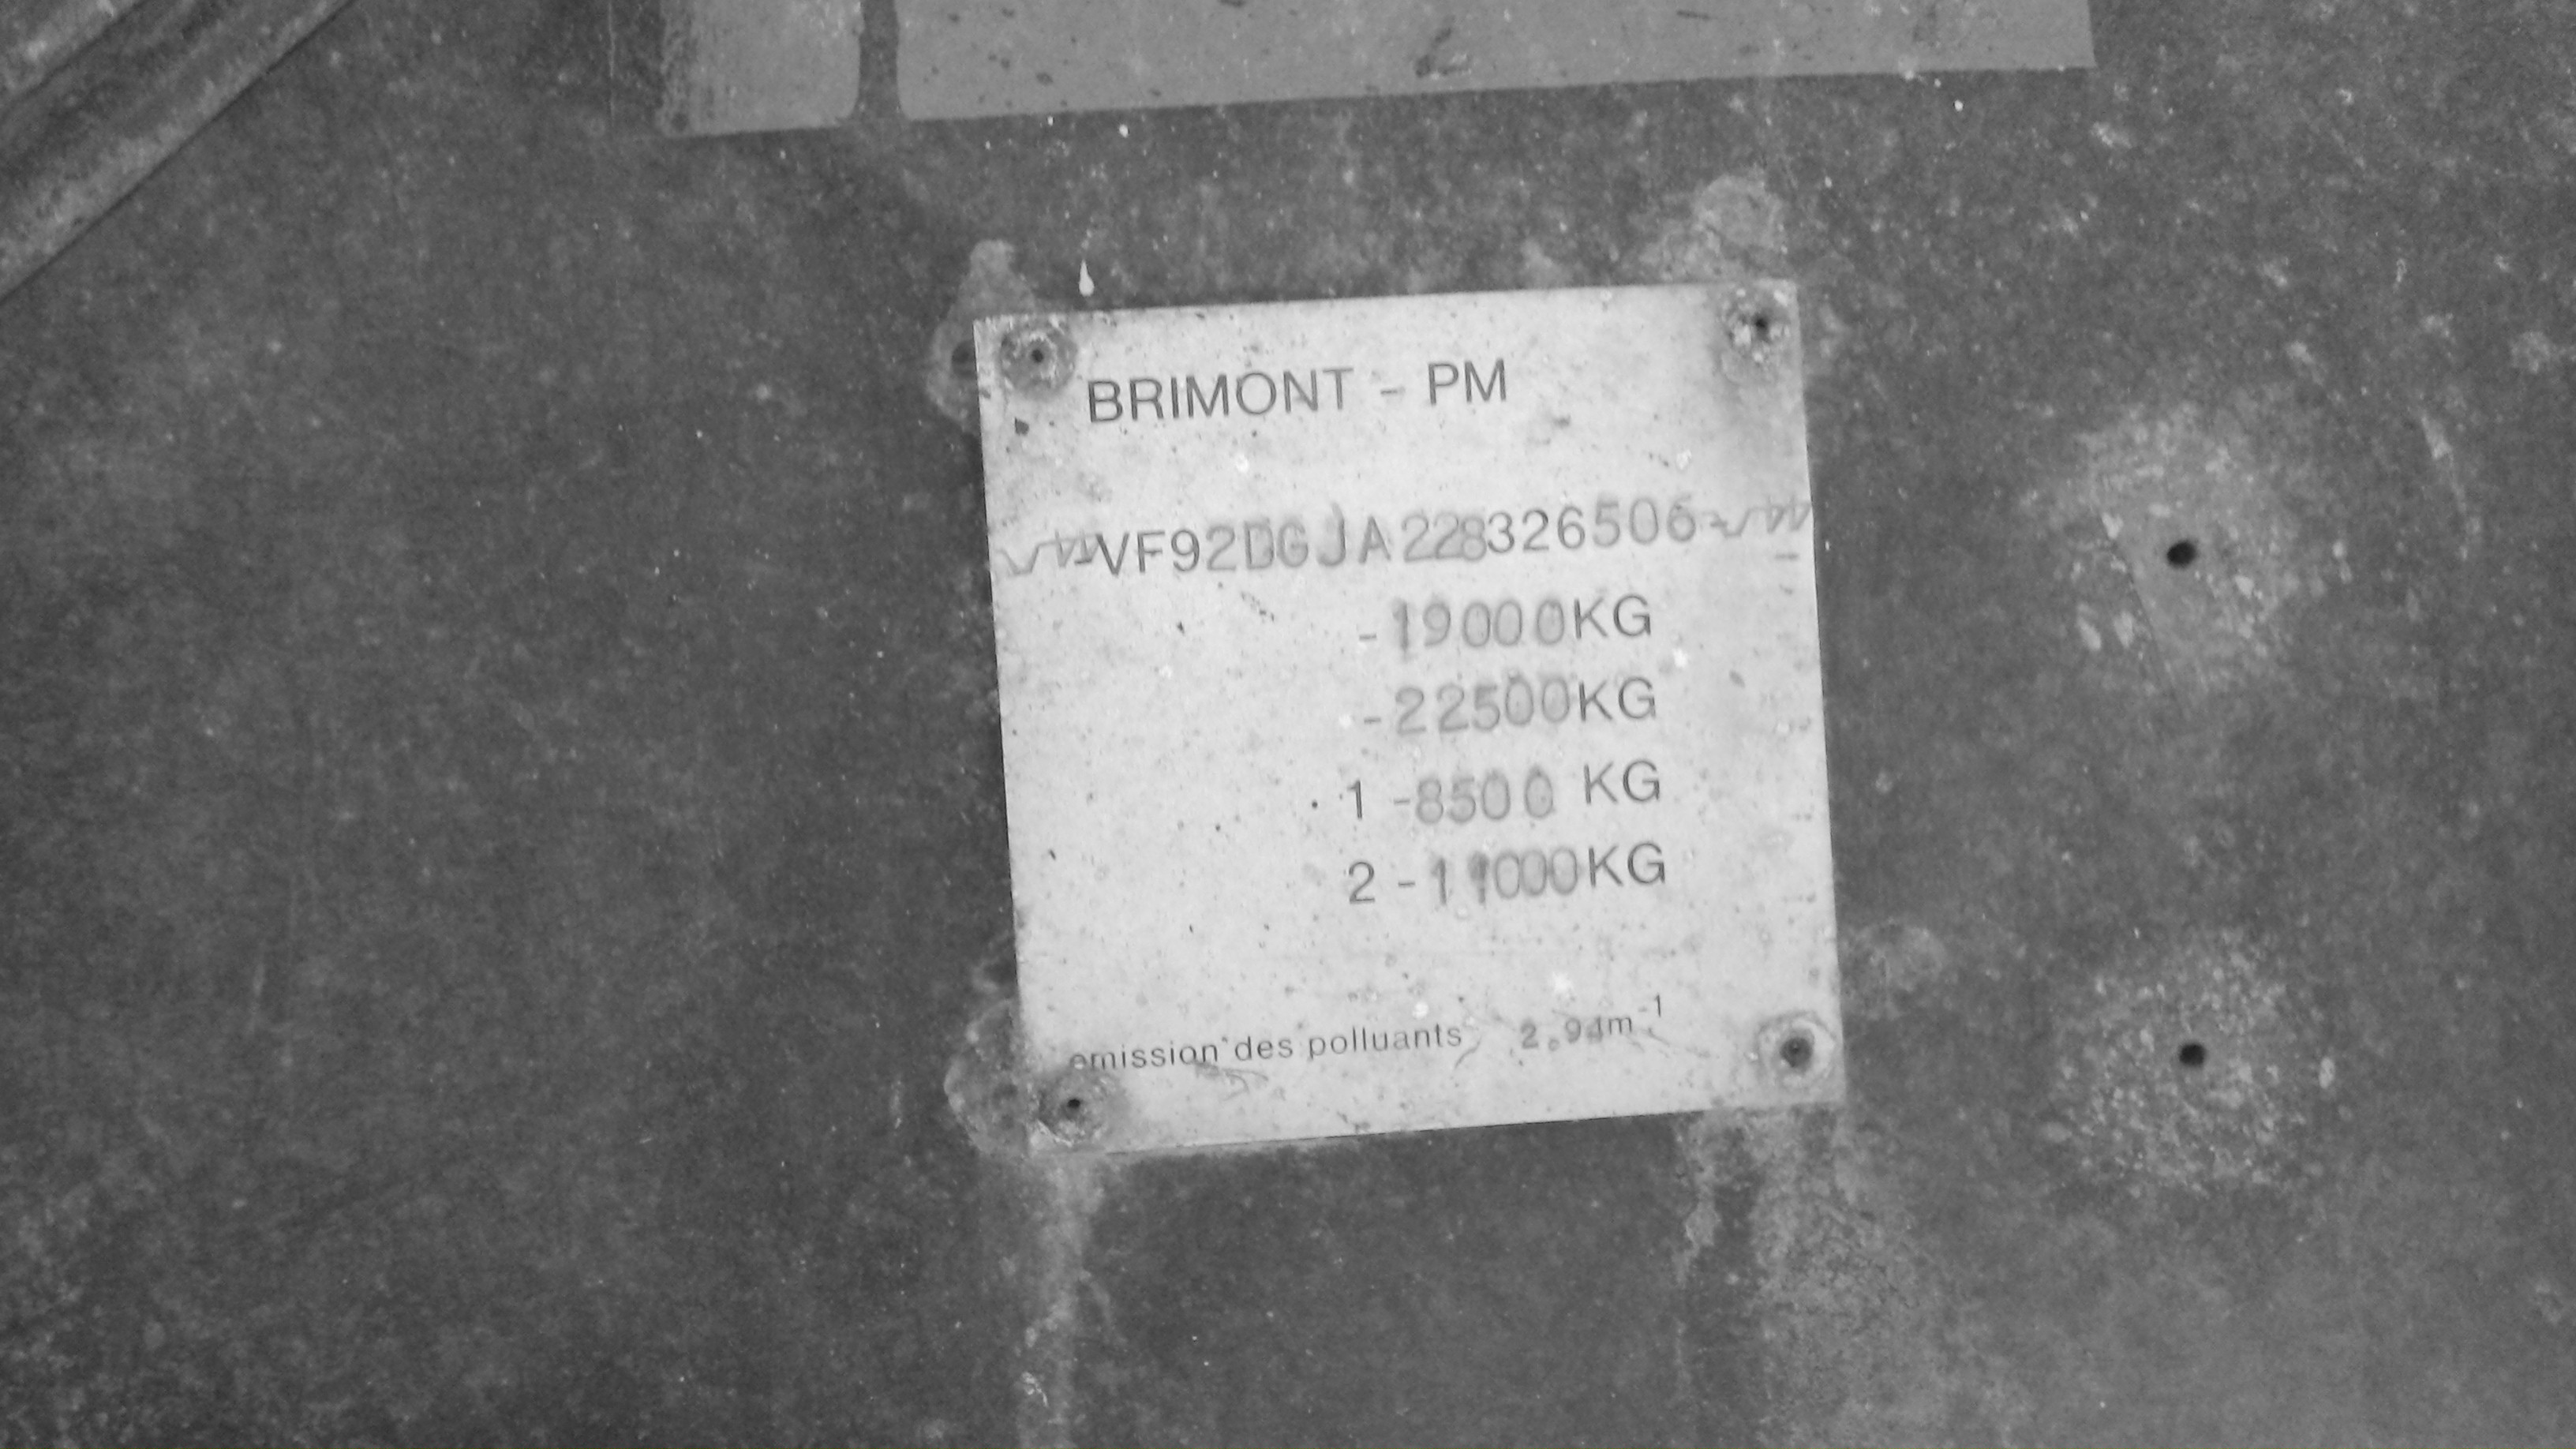 BRIMONT - PM
VF92DGJA228326506
-19000KG
-22500KG
1 -8500 KG
2 -11000KG
emission des polluants 2.94m-1